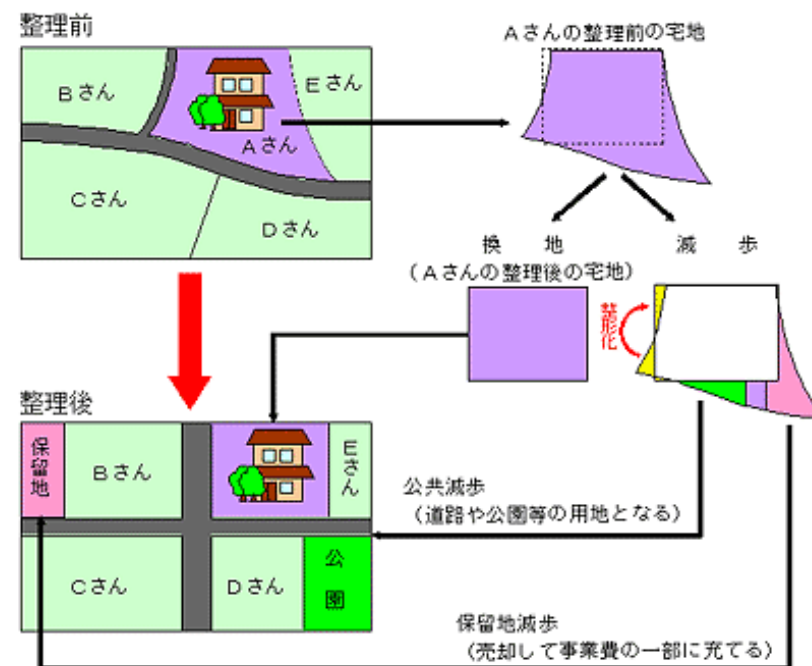 整理前
Bさん
Eさん
Aさん
Cさん
Dさん
Aさんの整理前の宅地
換　地
(Aさんの整理後の宅地)
減　歩
整形化
整理後
保留地
Bさん
Eさん
Cさん
Dさん
公園
公共減歩
(道路や公園等の用地となる)
保留地減歩
(売却して事業費の一部に充てる)